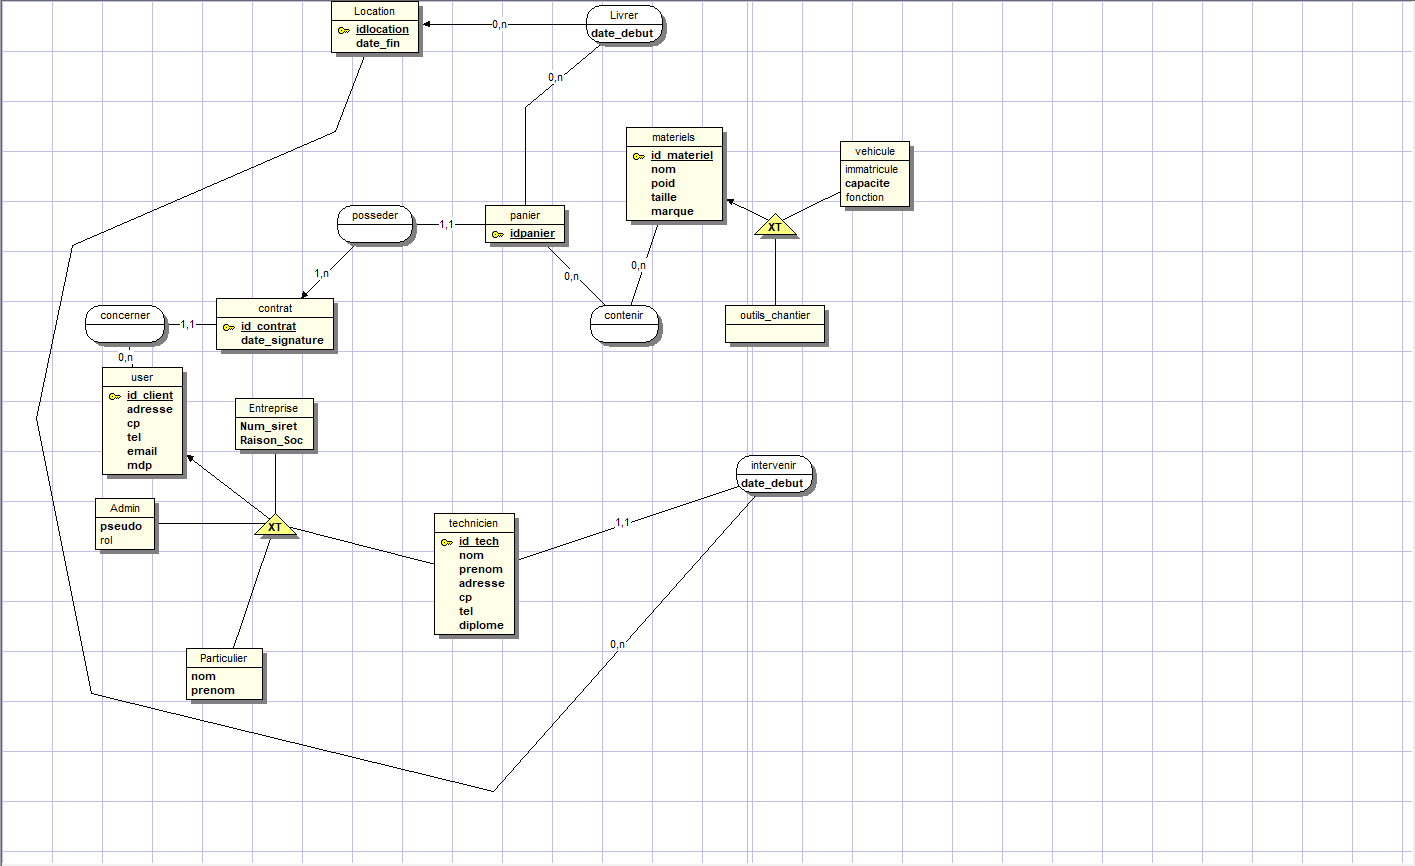 Location
idlocation
date_fin
0,n
Livrer
date_debut
0,n
materiels
id_materiel
nom
poid
taille
marque
vehicule
immatricule
capacite
fonction
XT
posseder
1,1
panier
idpanier
0,n
0,n
1,n
concerner
1,1
contrat
id_contrat
date_signature
contenir
outils_chantier
0,n
user
id_client
adresse
cp
tel
email
mdp
Entreprise
Num_siret
Raison_Soc
intervenir
date_debut
Admin
pseudo
rol
XT
technicien
id_tech
nom
prenom
adresse
cp
tel
diplome
1,1
0,n
Particulier
nom
prenom